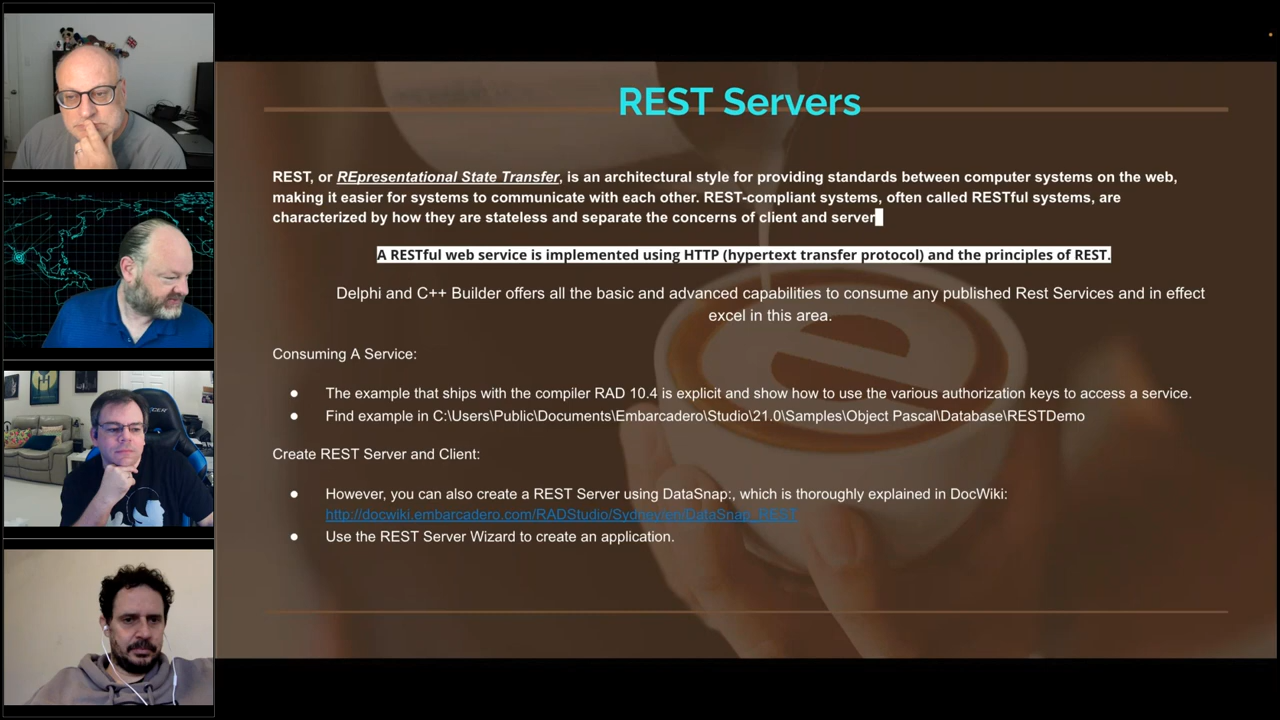 REST Servers
REST, or REpresentational State Transfer, is an architectural style for providing standards between computer systems on the web,
making it easier for systems to communicate with each other. REST-compliant systems, often called RESTful systems, are
characterized by how they are stateless and separate the concerns of client and server
A RESTful web service is implemented using HTTP (hypertext transfer protocol) and the principles of REST.
Delphi and C++ Builder offers all the basic and advanced capabilities to consume any published Rest Services and in effect
excel in this area.
Consuming A Service:
● The example that ships with the compiler RAD 10.4 is explicit and show how to use the various authorization keys to access a service.
● Find example in C:\Users\Public\Documents\Embarcadero\Studio\21.0\Samples\Object Pascal\Database\RESTDemo
Create REST Server and Client:
● However, you can also create a REST Server using DataSnap:, which is thoroughly explained in DocWiki:
http://docwiki.embarcadero.com/RADStudio/Sydney/en/DataSnap_REST
● Use the REST Server Wizard to create an application.